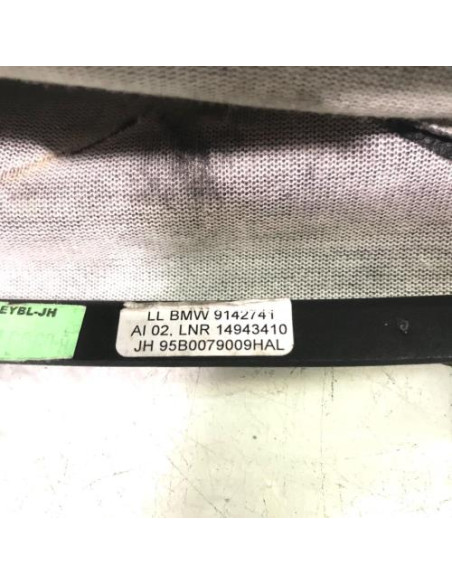 EYBL-JH
LL BMW 9142741
AI 02, LNR 14943410
JH 95B0079009HAL